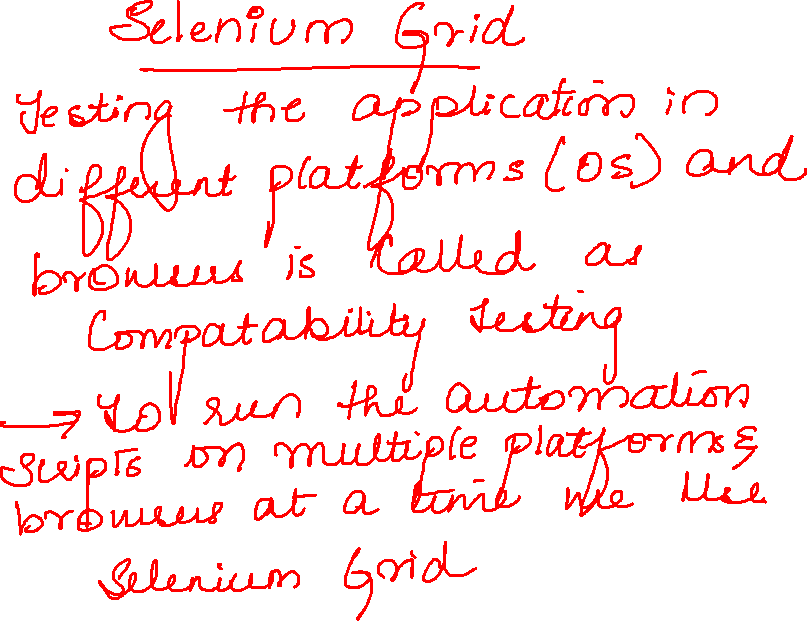 Selenium Grid
Testing the application in
different platforms (OS) and
browsers is called as
Compatability Testing
→ To run the automation
scripts on multiple platforms &
browsers at a time we use
Selenium Grid